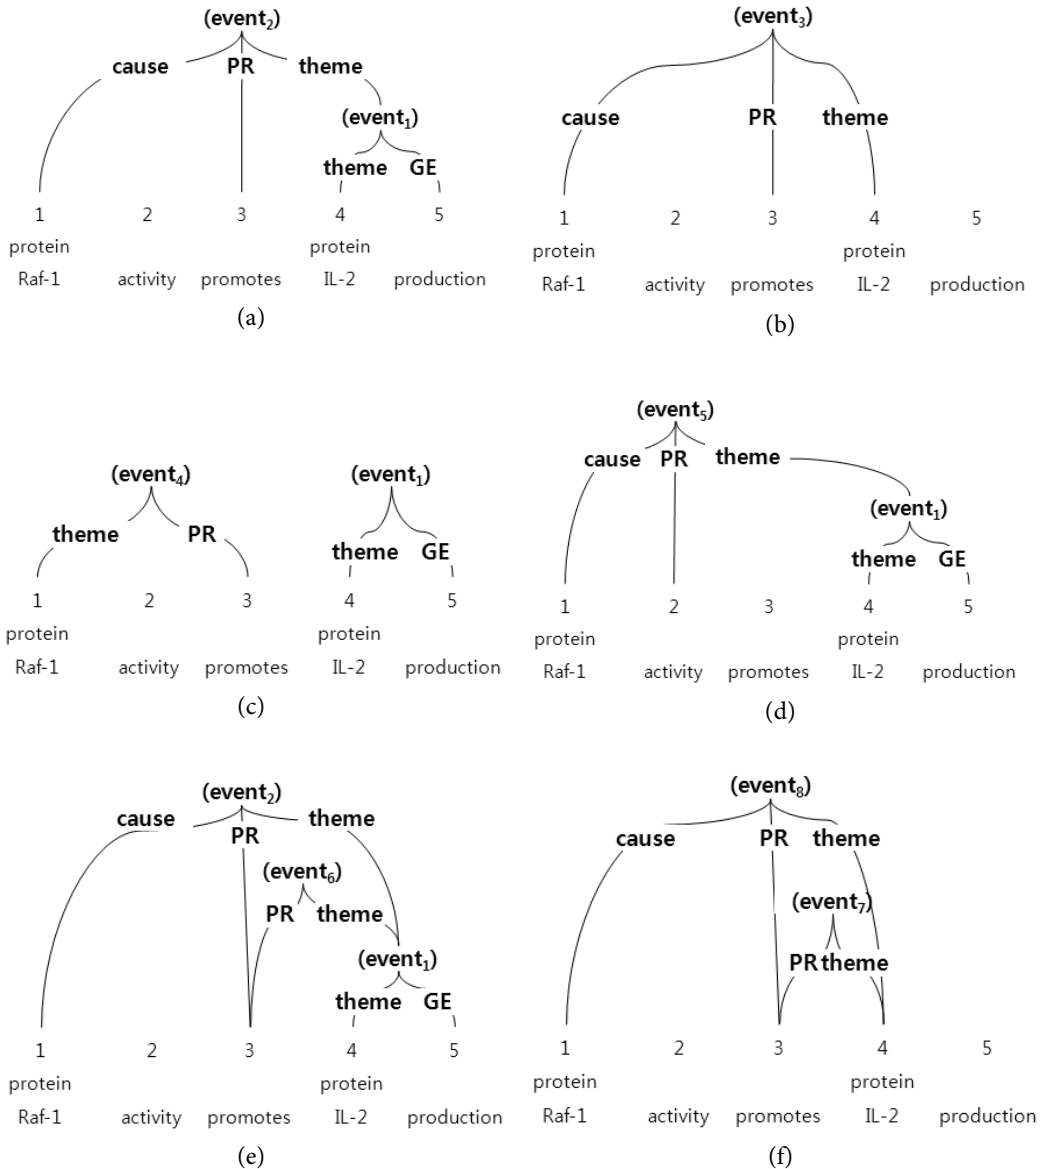 (event₂)
cause PR theme
(event₁)
theme GE
1 2 3 4 5
protein protein
Raf-1 activity promotes IL-2 production
(a)
(event₃)
cause PR theme
1 2 3 4 5
protein protein
Raf-1 activity promotes IL-2 production
(b)
(event₄) (event₁)
theme PR theme GE
1 2 3 4 5
protein protein
Raf-1 activity promotes IL-2 production
(c)
(event₅)
cause PR theme
(event₁)
theme GE
1 2 3 4 5
protein protein
Raf-1 activity promotes IL-2 production
(d)
(event₂)
cause PR theme
(event₆)
PR theme
(event₁)
theme GE
1 2 3 4 5
protein protein
Raf-1 activity promotes IL-2 production
(e)
(event₈)
cause PR theme
(event₇)
PR theme
1 2 3 4 5
protein protein
Raf-1 activity promotes IL-2 production
(f)